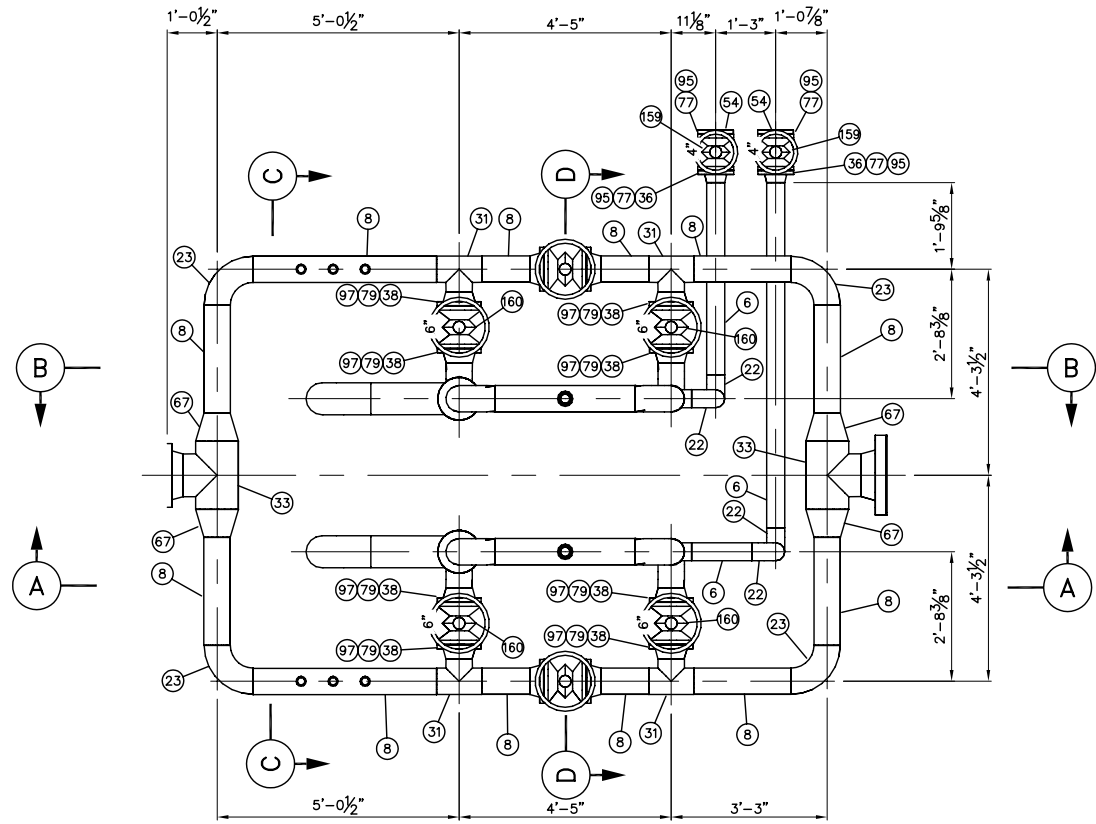 1'-0½" 5'-0½" 4'-5" 11⅛" 1'-3" 1'-0⅞"
95 95
77 54 54 77
159 4" 4" 159
36 77 95
C D
95 77 36
1'-9⅝"
8 31 8 8 31 8
23 23
97 79 38 160 97 79 38
6" 6"
8 160 6 8
2'-8⅜"
97 79 38 97 79 38
4'-3½"
B B
22
67 67
22
33
33
6
22
67 67
A A
8
97 79 38 97 79 38 6 22
4'-3½"
2'-8⅜"
8
6" 160 6" 160
23
97 79 38 97 79 38
23
31 8 8 31 8
8
C D
5'-0½" 4'-5" 3'-3"